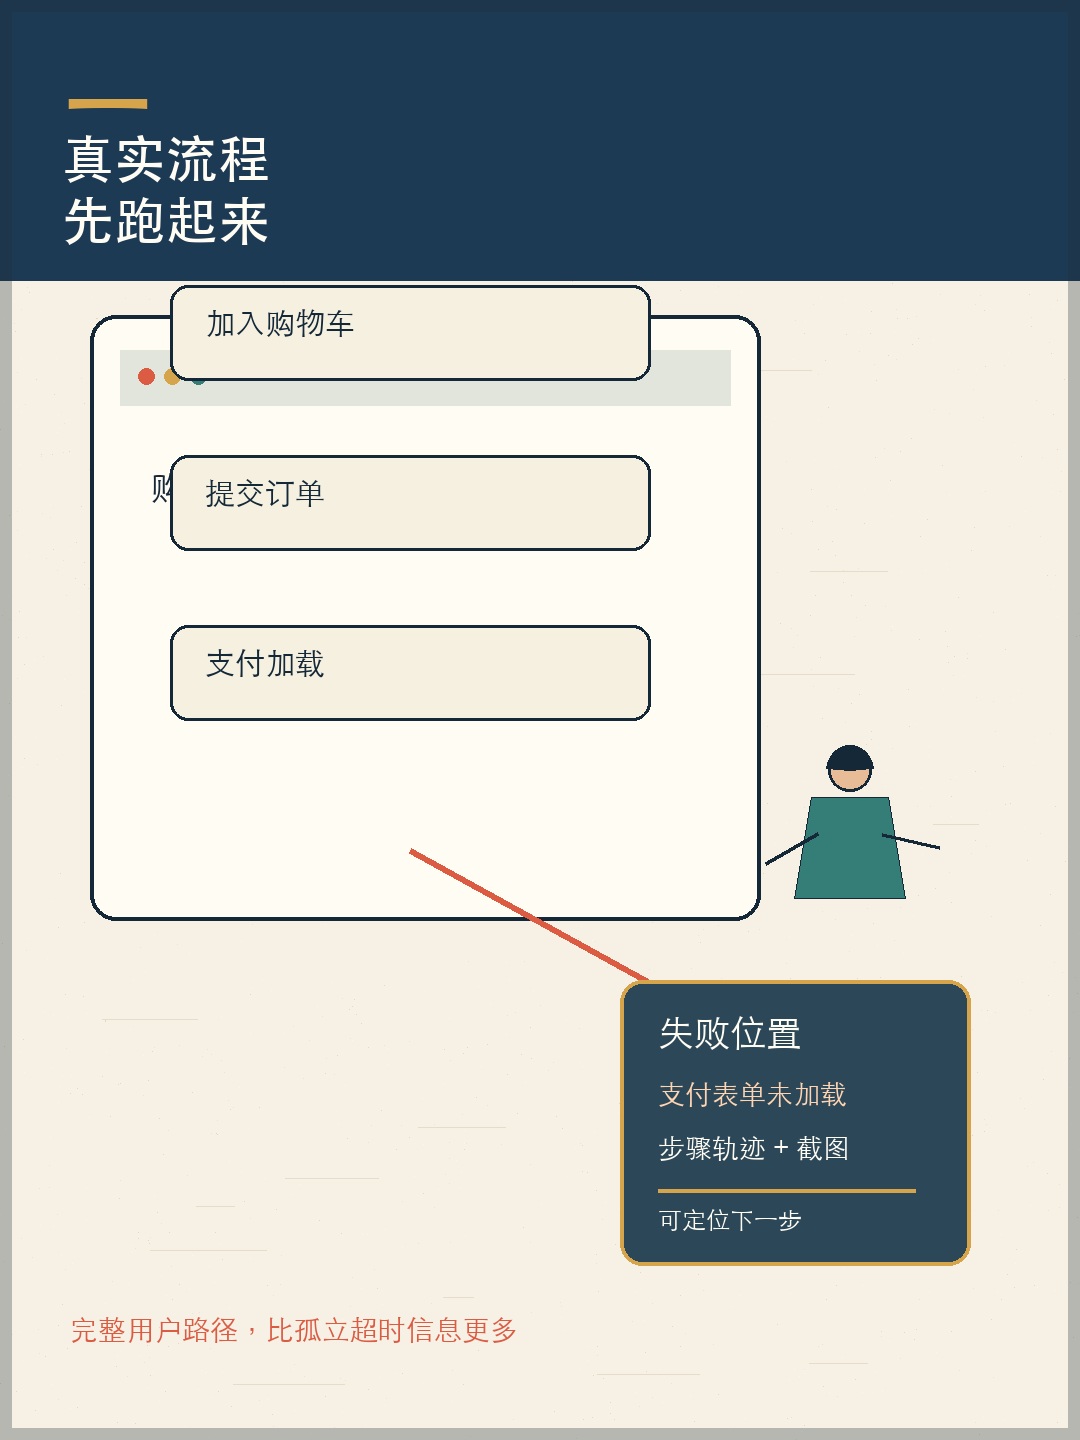 真实流程
先跑起来
加入购物车
提交订单
支付加载
失败位置
支付表单未加载
步骤轨迹 + 截图
可定位下一步
完整用户路径，比孤立超时信息更多